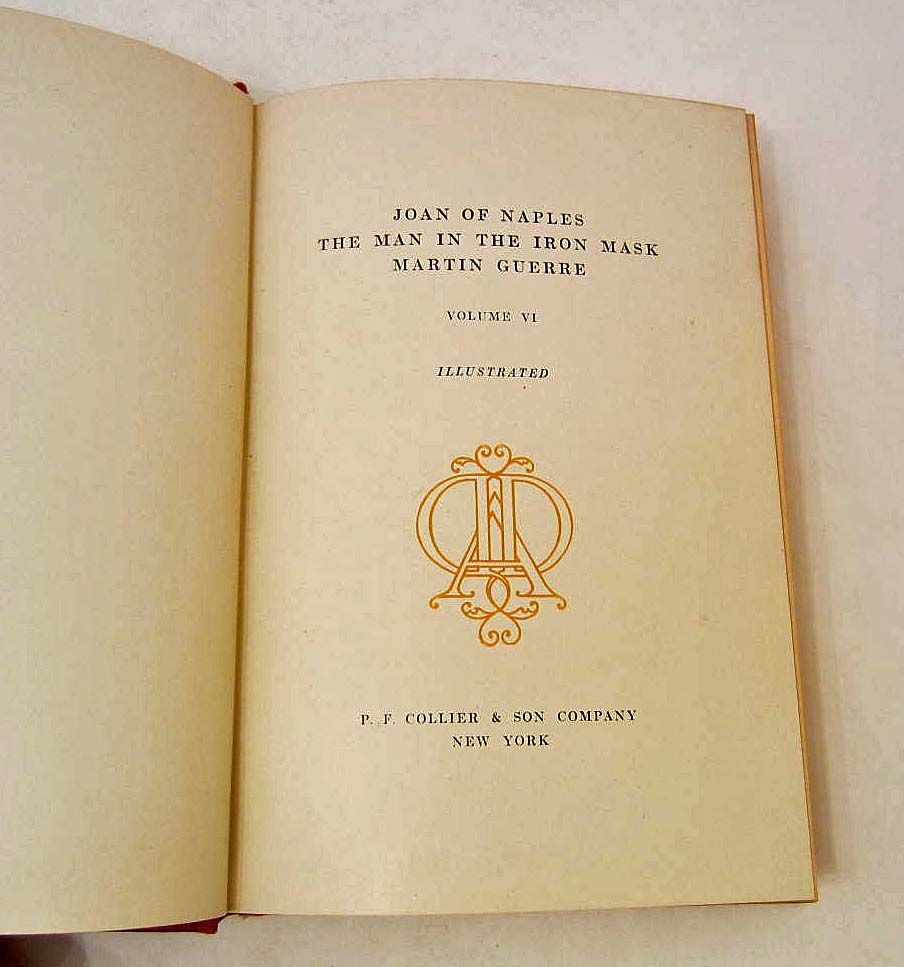 JOAN OF NAPLES
THE MAN IN THE IRON MASK
MARTIN GUERRE
VOLUME VI
ILLUSTRATED
P. F. COLLIER & SON COMPANY
NEW YORK